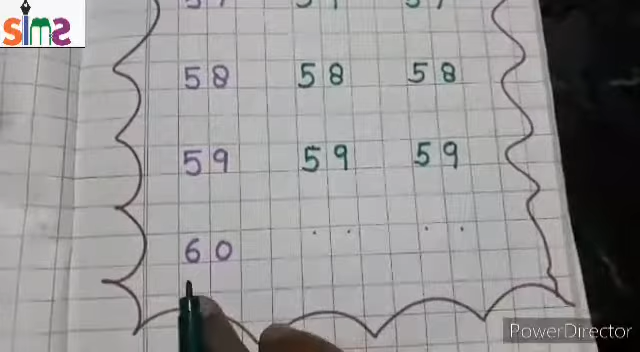 sims
58 58 58
59 59 59
60
PowerDirector